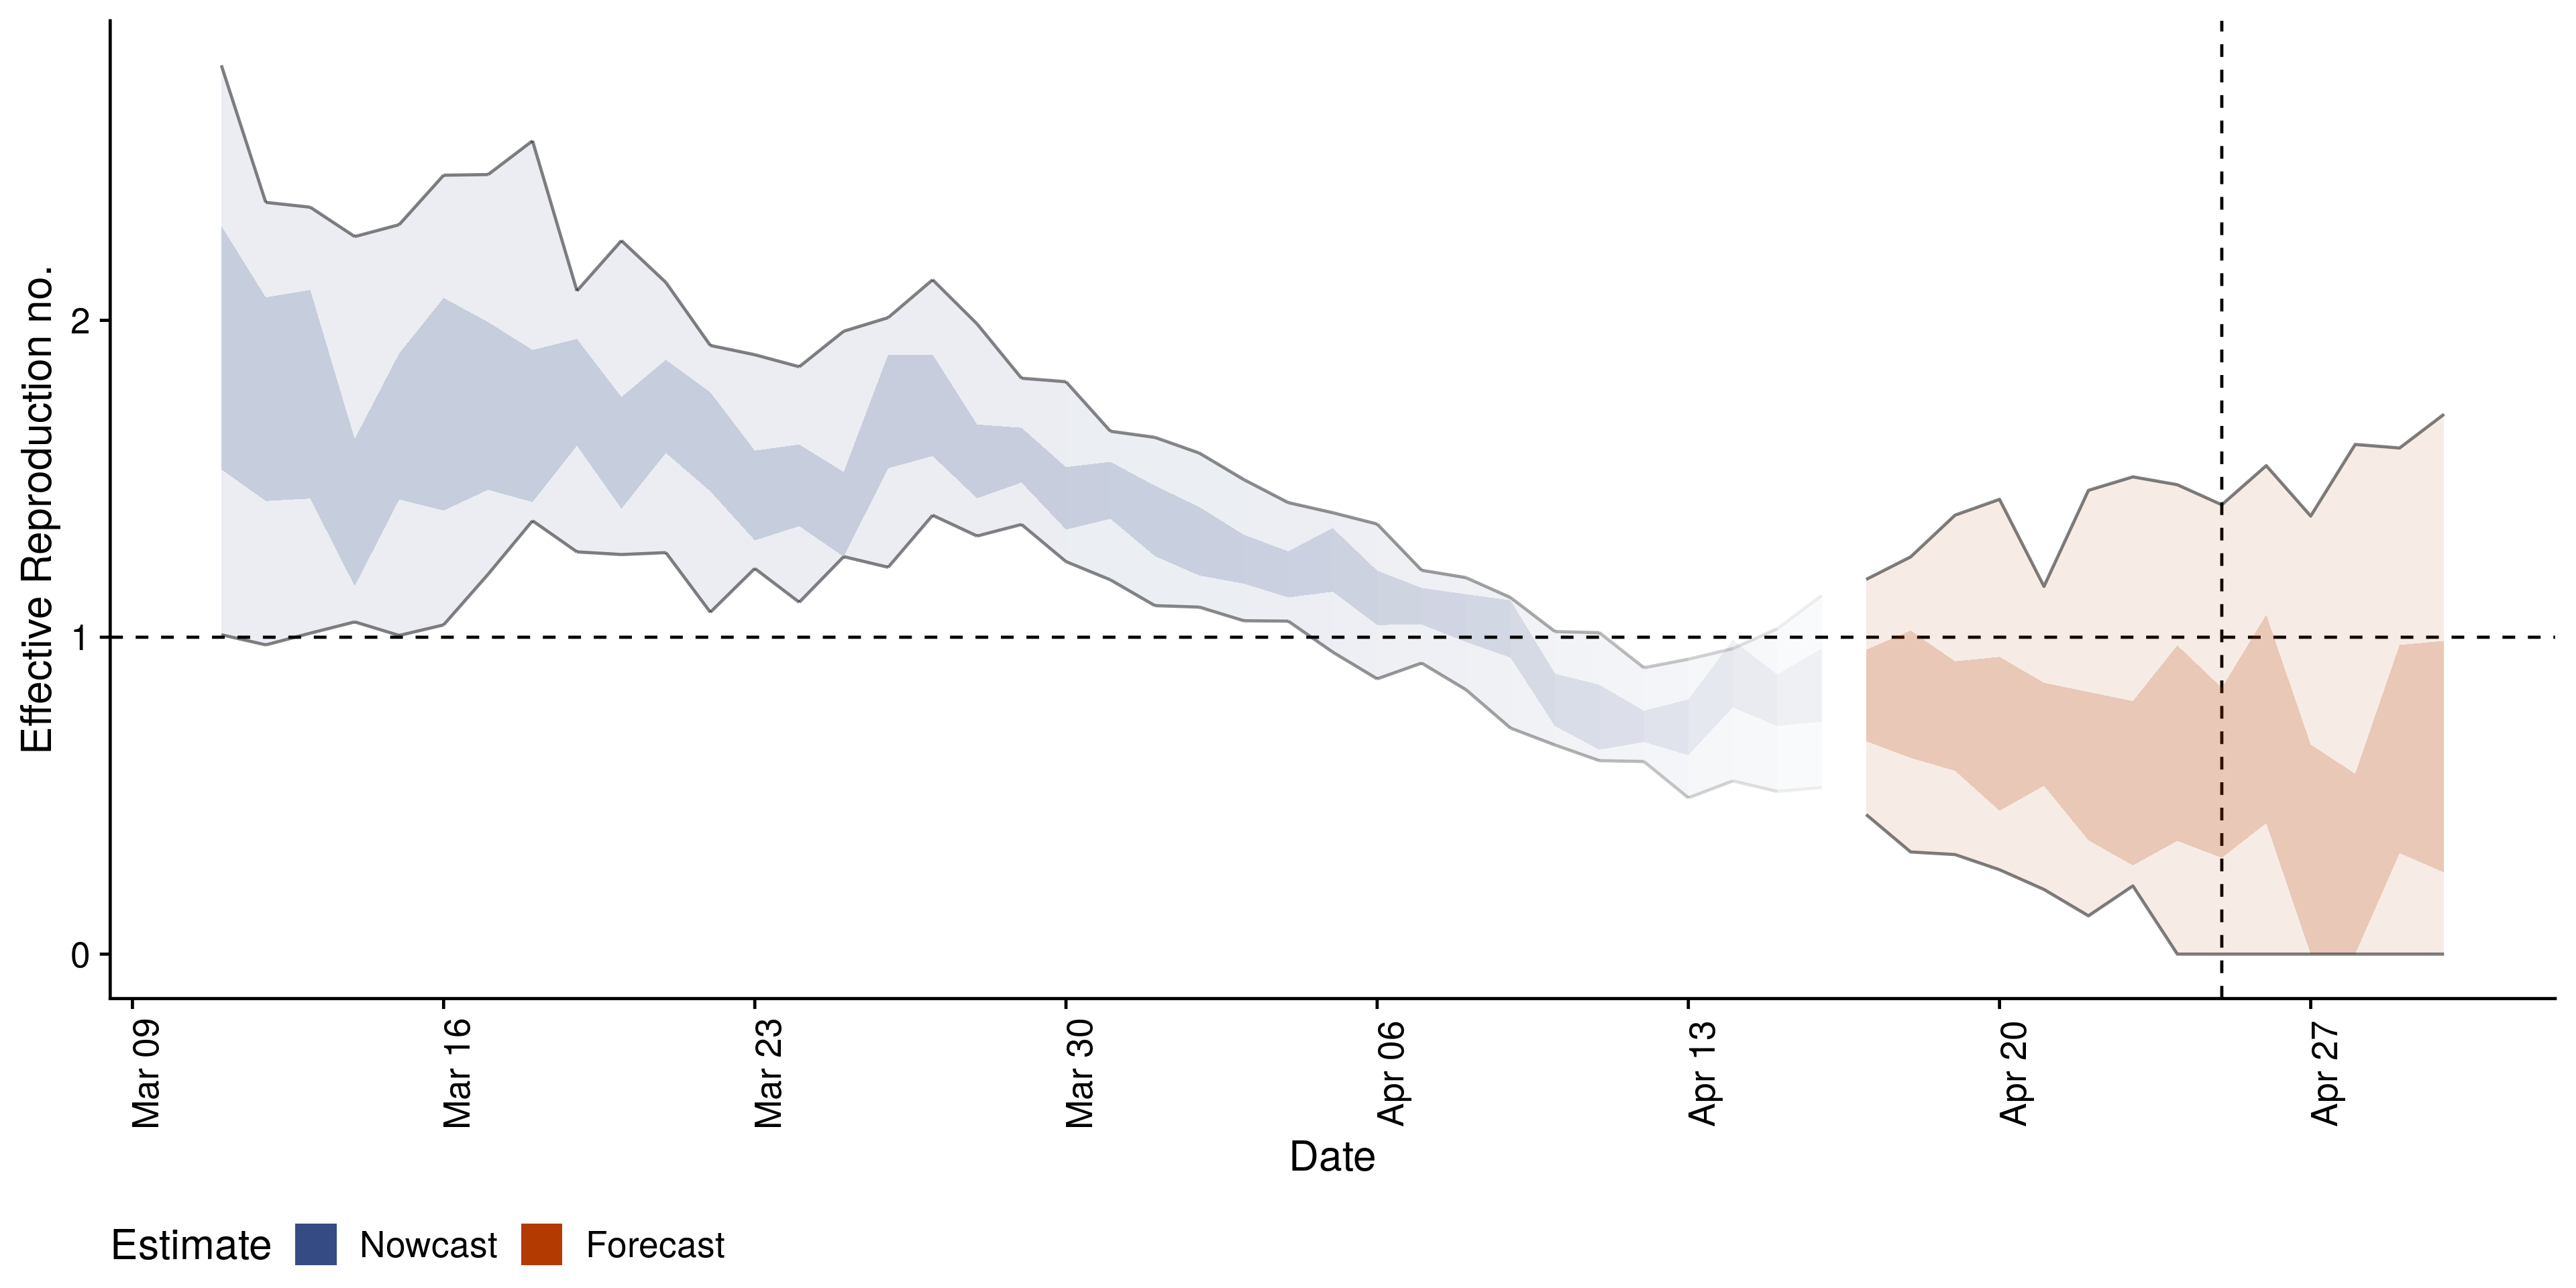 Effective Reproduction no.
2
1
0
Mar 09
Mar 16
Mar 23
Mar 30
Apr 06
Apr 13
Apr 20
Apr 27
Date
Estimate Nowcast Forecast